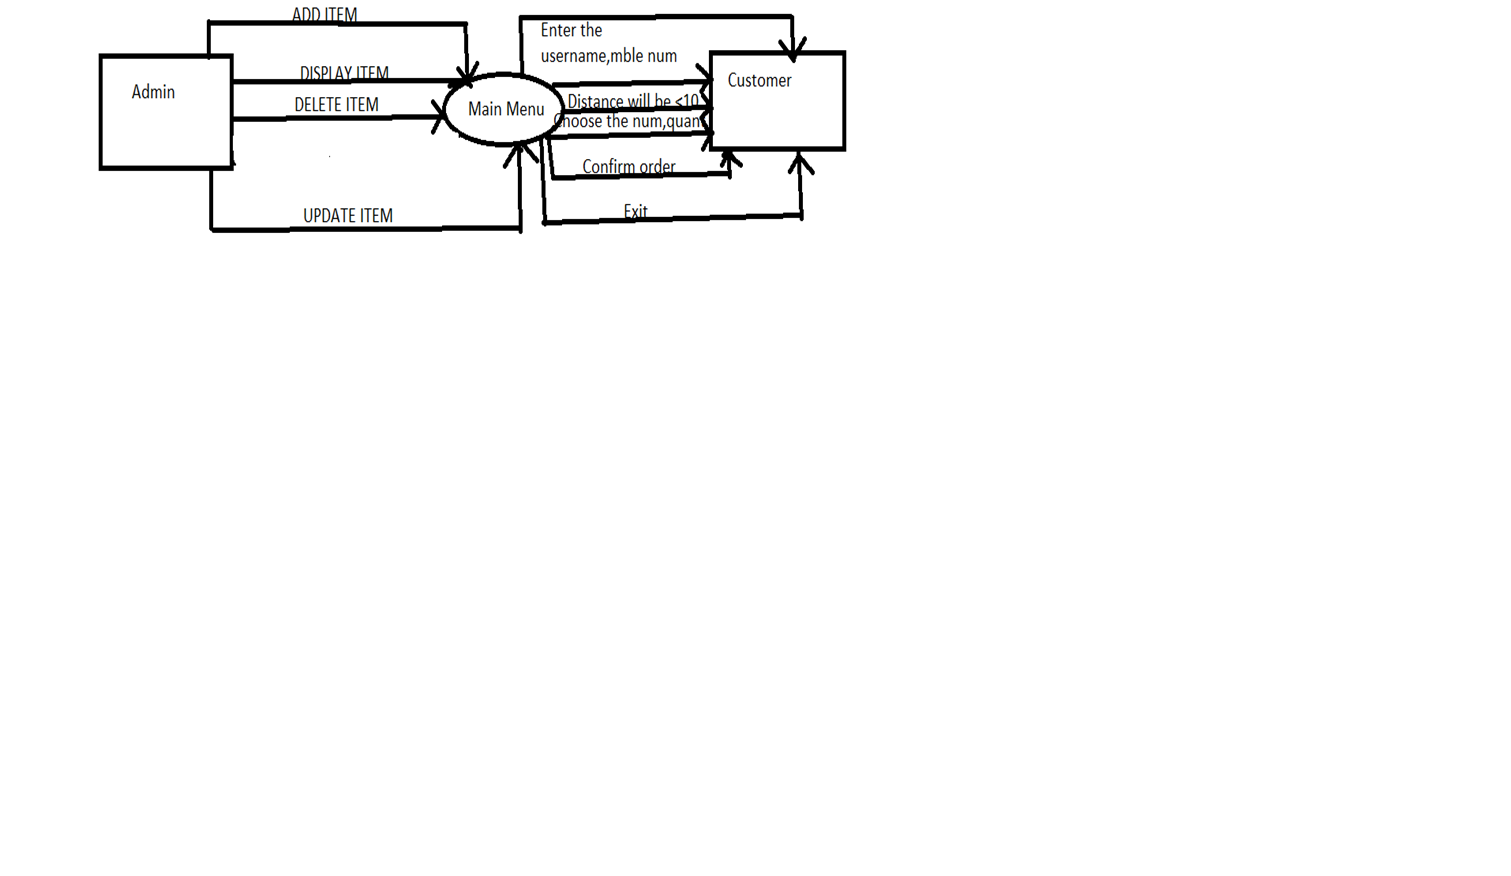 ADD ITEM
Enter the
username,mble num
Admin
DISPLAY ITEM
DELETE ITEM
Main Menu
Customer
Distance will be <10
Choose the num,quan
Confirm order
UPDATE ITEM
Exit